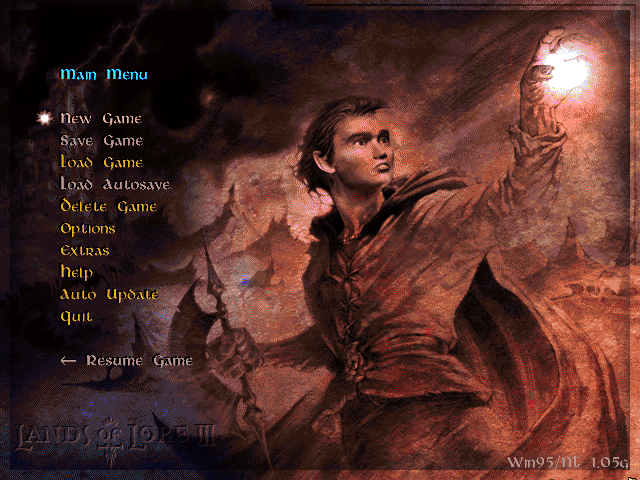 Main Menu
New Game
Save Game
Load Game
Load Autosave
Delete Game
Options
Extras
Help
Auto Update
Quit
← Resume Game
Lands of Lore III
Win95/NT 1.05g